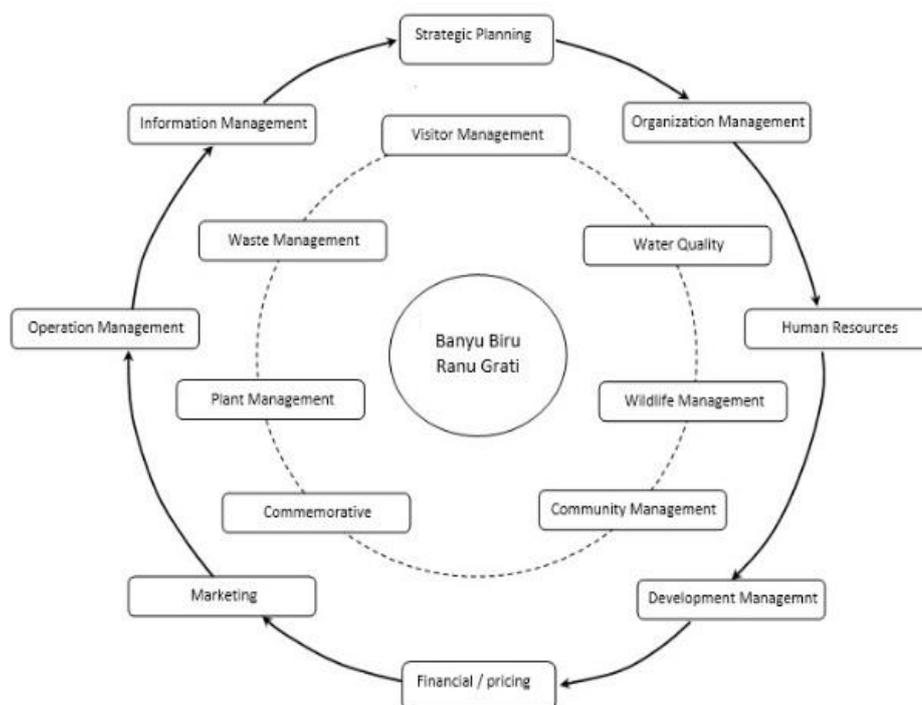 Strategic Planning
Information Management
Organization Management
Visitor Management
Waste Management
Water Quality
Operation Management
Human Resources
Banyu Biru
Ranu Grati
Plant Management
Wildlife Management
Commemorative
Community Management
Marketing
Development Managemnt
Financial / pricing